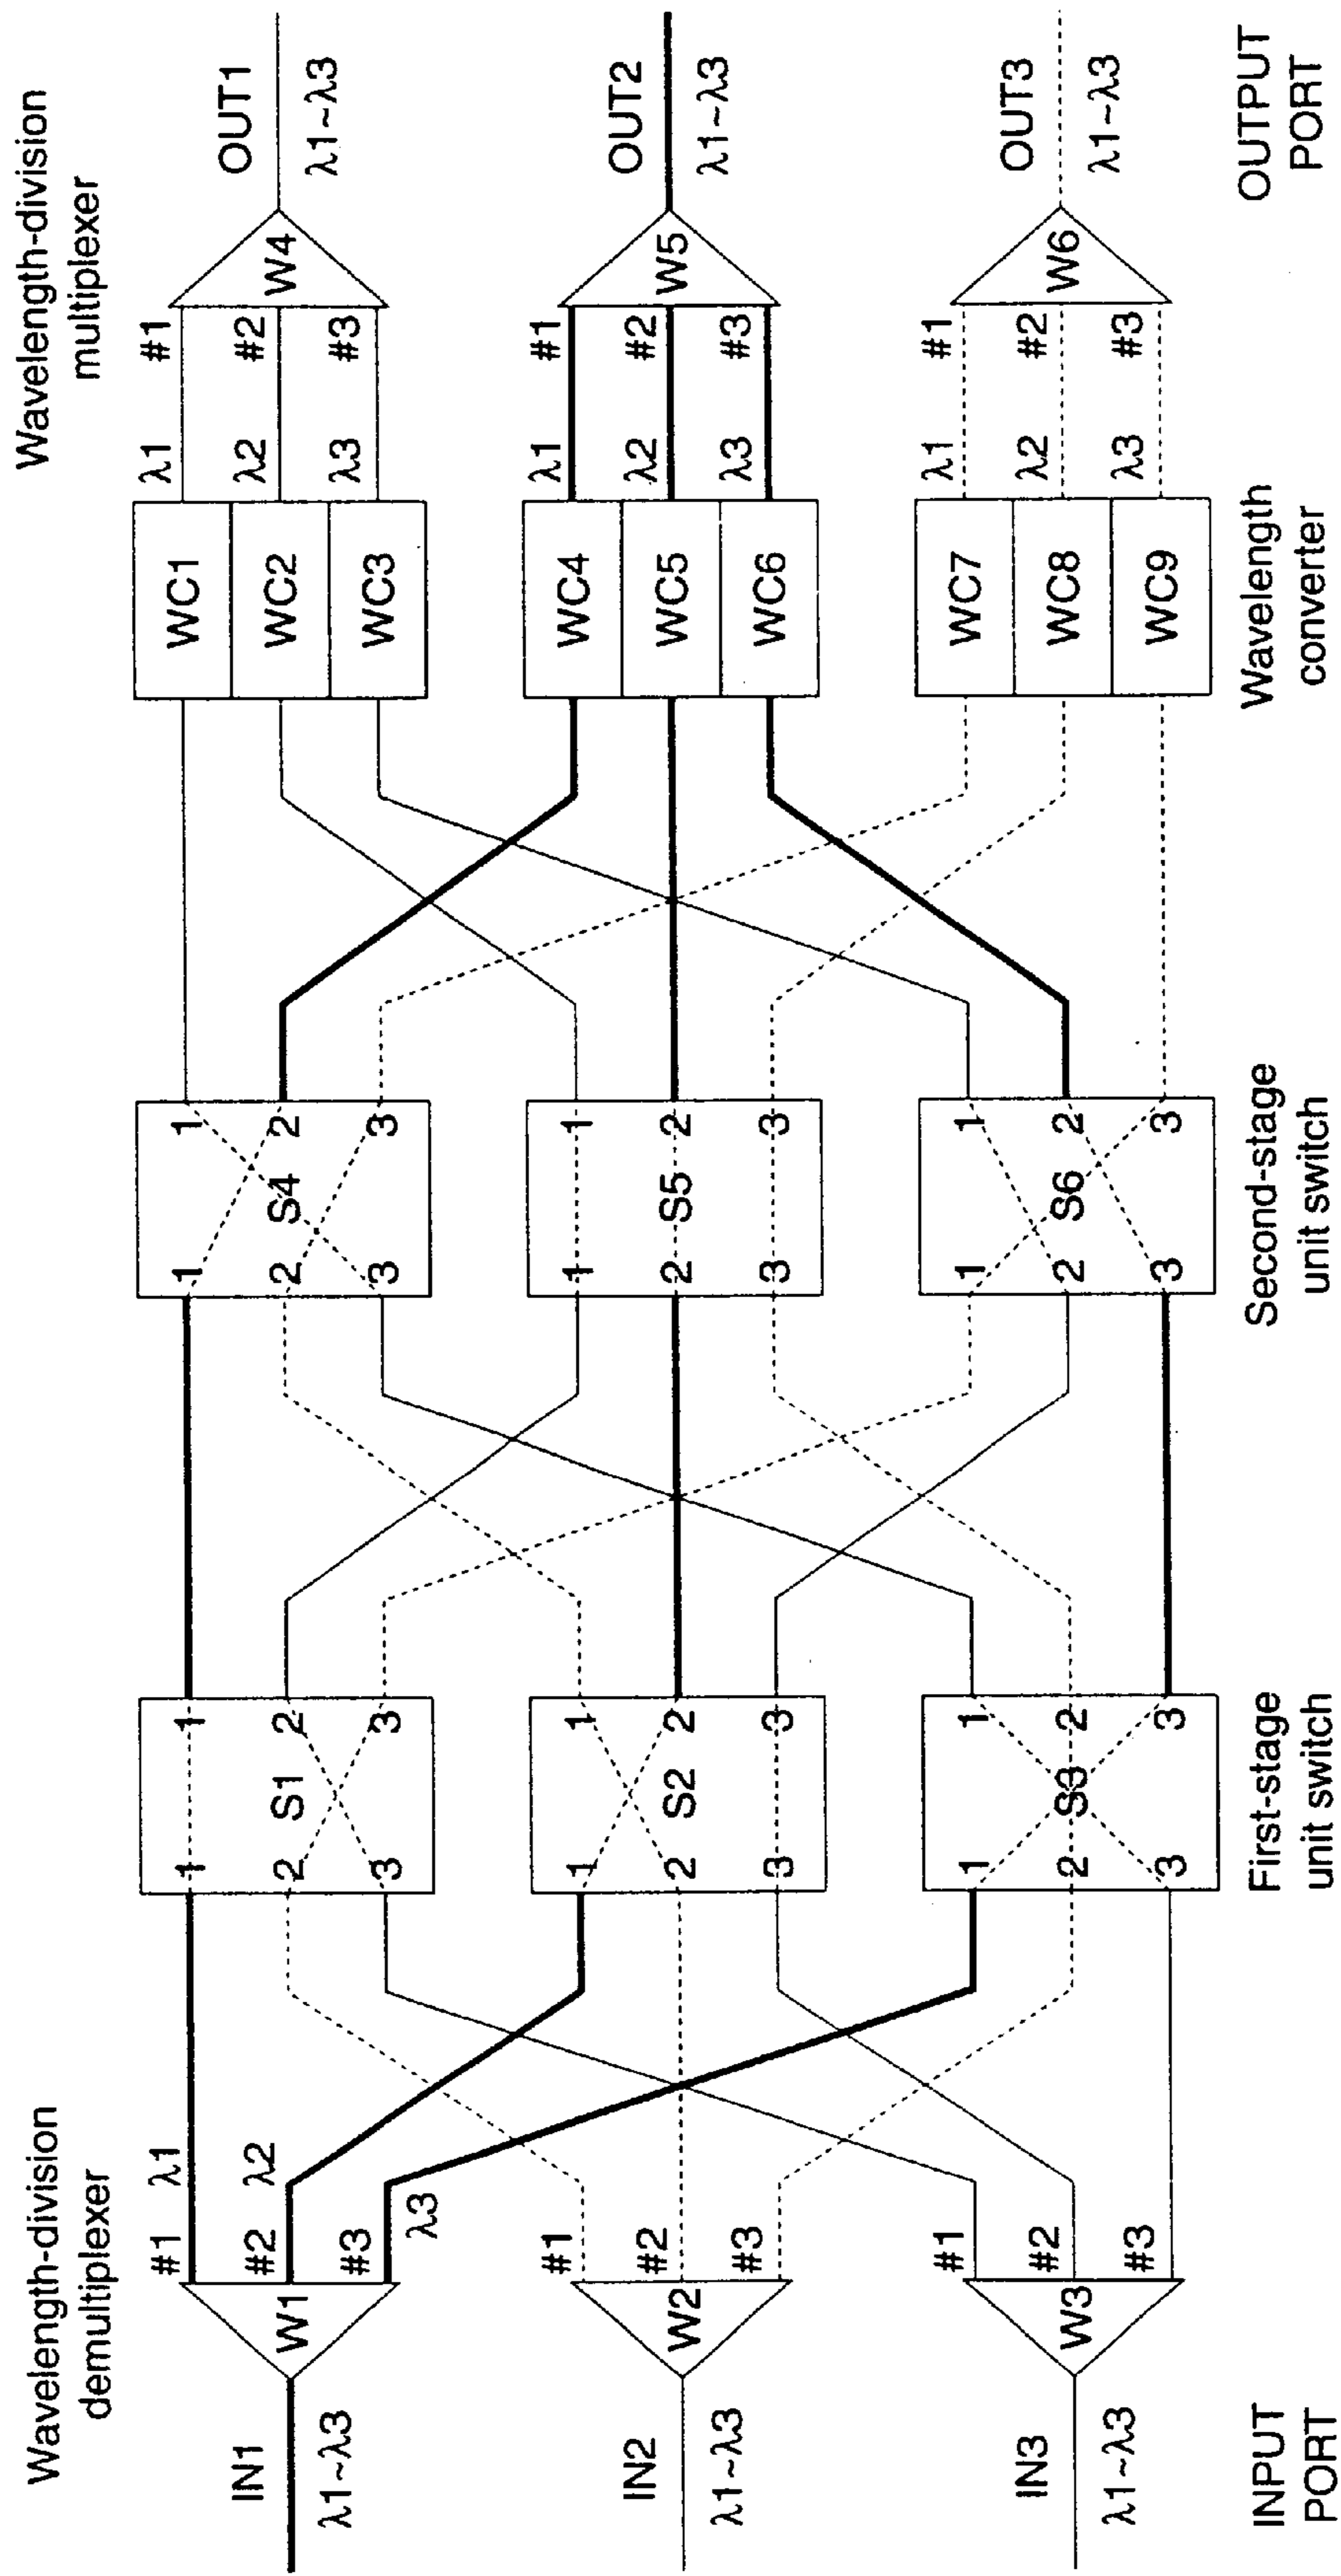 Wavelength-division
demultiplexer
IN1
λ1~λ3
W1
#1
λ1
#2
λ2
#3
λ3
IN2
λ1~λ3
W2
#1
#2
#3
IN3
λ1~λ3
W3
#1
#2
#3
INPUT
PORT
1
2
3
S1
1
2
3
1
2
3
S2
1
2
3
1
2
3
S3
1
2
3
First-stage
unit switch
1
2
3
S4
1
2
3
1
2
3
S5
1
2
3
1
2
3
S6
1
2
3
Second-stage
unit switch
WC1
WC2
WC3
WC4
WC5
WC6
WC7
WC8
WC9
Wavelength
converter
Wavelength-division
multiplexer
λ1 #1
λ2 #2
λ3 #3
W4
OUT1
λ1~λ3
λ1 #1
λ2 #2
λ3 #3
W5
OUT2
λ1~λ3
λ1 #1
λ2 #2
λ3 #3
W6
OUT3
λ1~λ3
OUTPUT
PORT